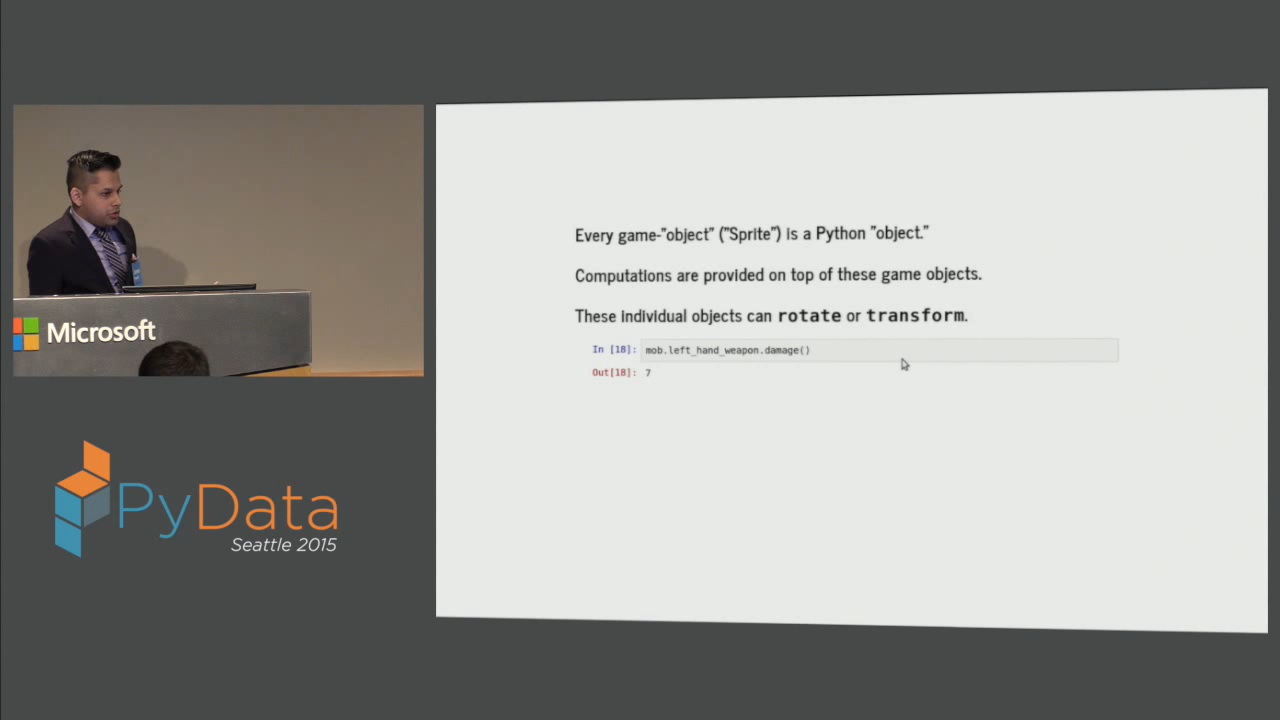 Every game-"object" ("Sprite") is a Python "object."
Computations are provided on top of these game objects.
These individual objects can rotate or transform.
In [18]: mob.left_hand_weapon.damage()
Out[18]: 7
Microsoft
PyData
Seattle 2015